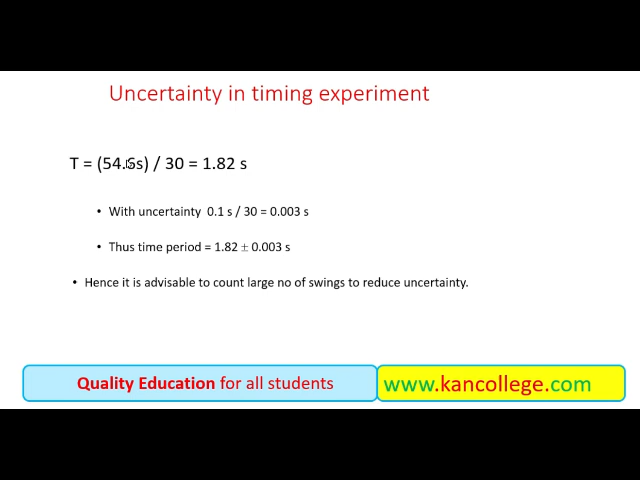 Uncertainty in timing experiment
T = (54.5s) / 30 = 1.82 s
• With uncertainty 0.1 s / 30 = 0.003 s
• Thus time period = 1.82 ± 0.003 s
• Hence it is advisable to count large no of swings to reduce uncertainty.
Quality Education for all students
www.kancollege.com